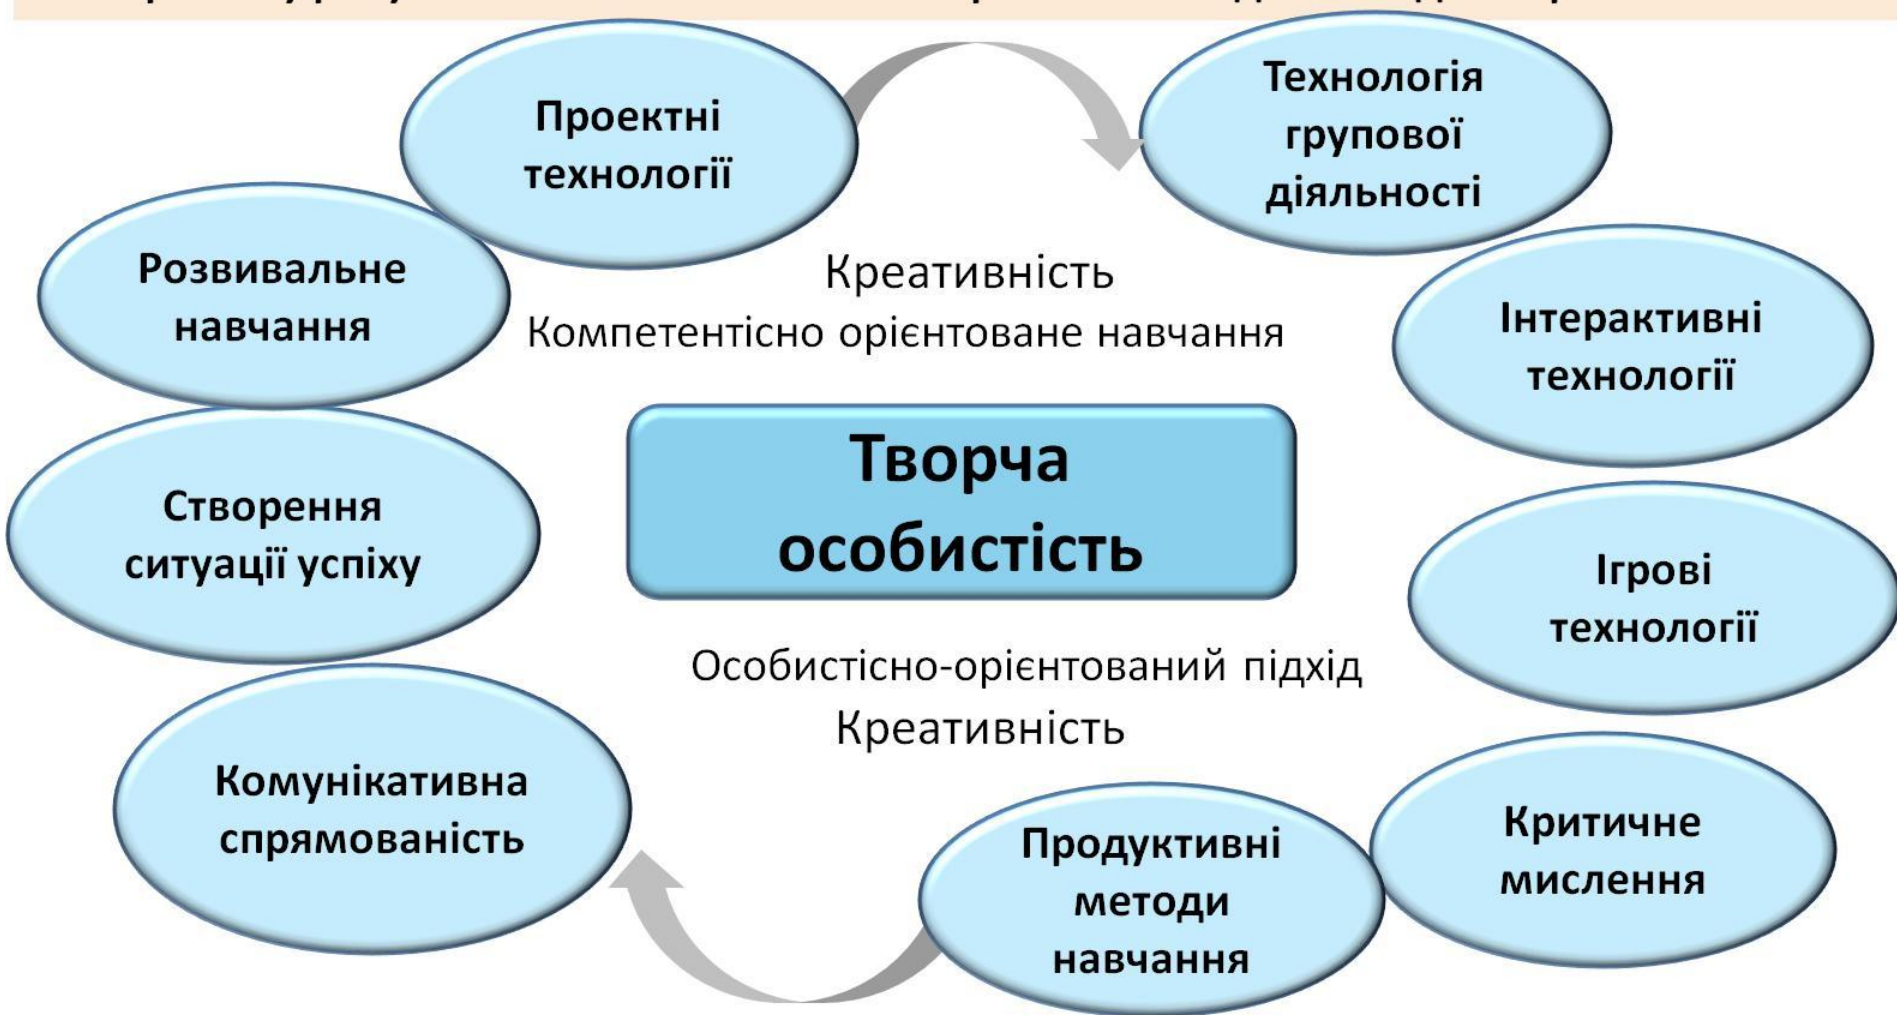 Проектні
технології
Технологія
групової
діяльності
Розвивальне
навчання
Креативність
Компетентісно орієнтоване навчання
Інтерактивні
технології
Творча
особистість
Створення
ситуації успіху
Ігрові
технології
Особистісно-орієнтований підхід
Креативність
Комунікативна
спрямованість
Продуктивні
методи
навчання
Критичне
мислення